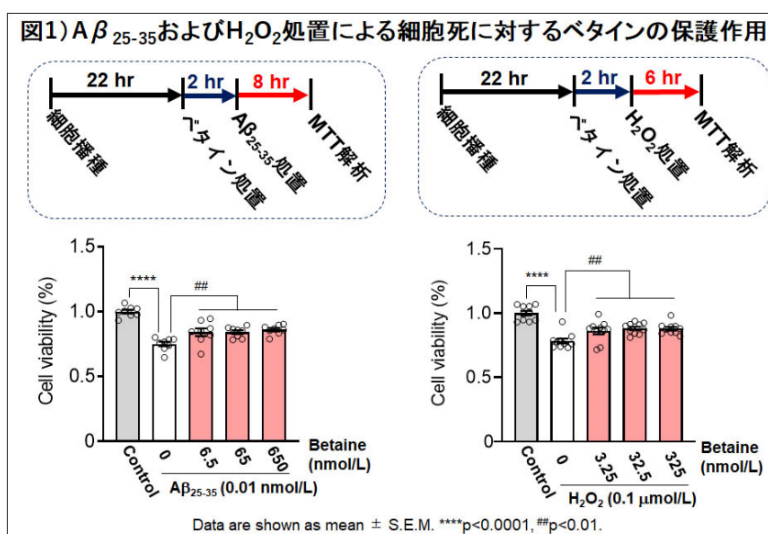 図1)Aβ25-35およびH2O2処置による細胞死に対するベタインの保護作用
22 hr 2 hr 8 hr
細胞播種 ベタイン処置 Aβ25-35処置 MTT解析
22 hr 2 hr 6 hr
細胞播種 ベタイン処置 H2O2処置 MTT解析
Cell viability (%)
1.5
1.0
0.5
0
****
##
Control 0 6.5 65 650
Betaine
(nmol/L)
Aβ25-35 (0.01 nmol/L)
Cell viability (%)
1.5
1.0
0.5
0
****
##
Control 0 3.25 32.5 325
Betaine
(nmol/L)
H2O2 (0.1 μmol/L)
Data are shown as mean ± S.E.M. ****p<0.0001, ##p<0.01.